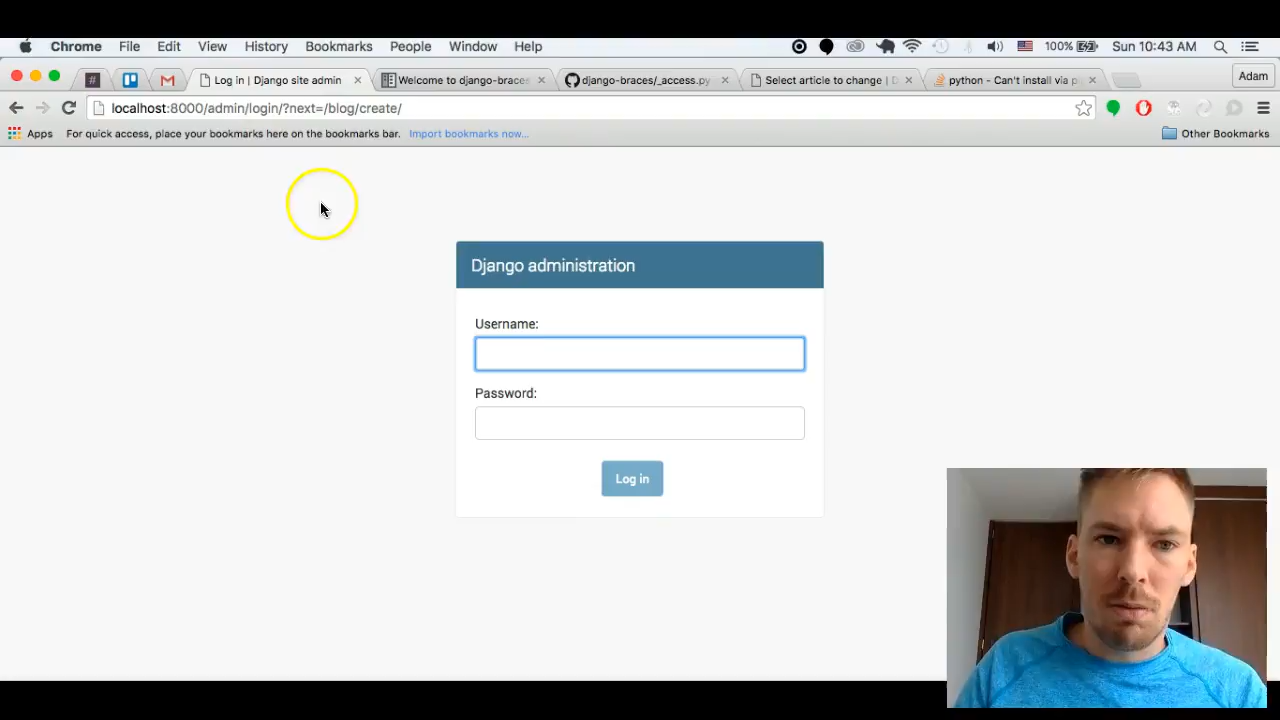 Chrome File Edit View History Bookmarks People Window Help 100% Sun 10:43 AM
# Log in | Django site admin × Welcome to django-brace × django-braces/_access.py × Select article to change | D × python - Can't install via p × Adam
localhost:8000/admin/login/?next=/blog/create/
Apps For quick access, place your bookmarks here on the bookmarks bar. Import bookmarks now... Other Bookmarks
Django administration
Username:
Password:
Log in